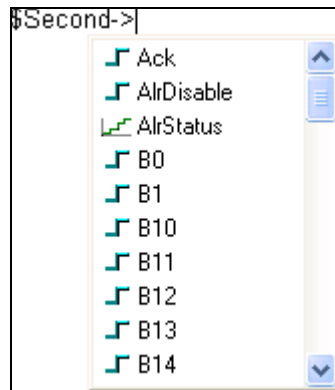 $Second->
Ack
AlrDisable
AlrStatus
B0
B1
B10
B11
B12
B13
B14